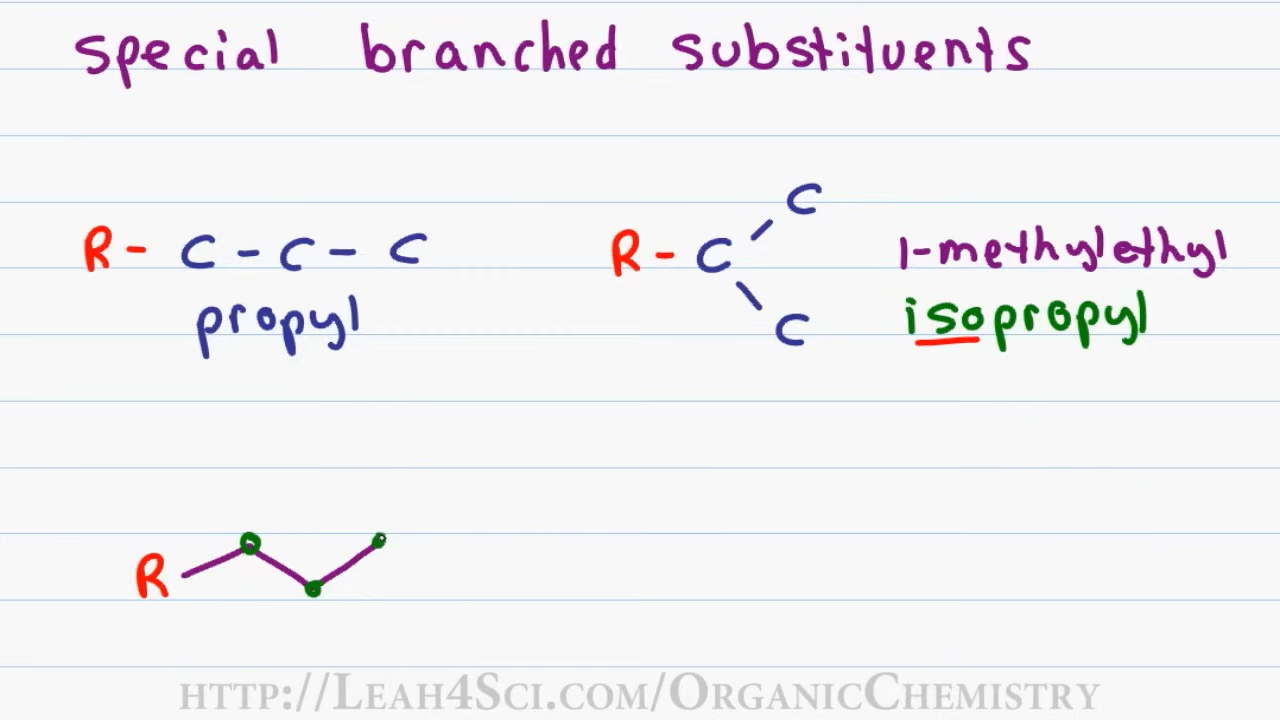 special branched substituents
R - C - C - C
propyl
R - C
C
C
1-methylethyl
isopropyl
R
HTTP://LEAH4SCI.COM/ORGANICCHEMISTRY